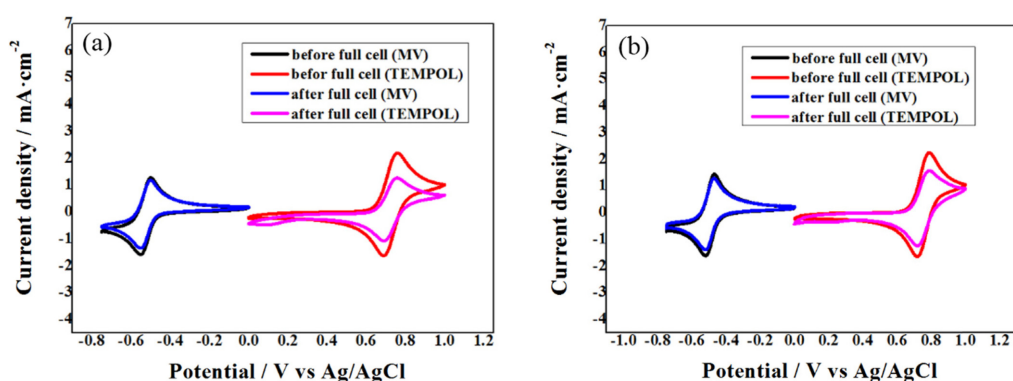 (a)
before full cell (MV)
befor full cell (TEMPOL)
after full cell (MV)
after full cell (TEMPOL)
Current density / mA·cm⁻²
7
6
5
4
3
2
1
0
-1
-2
-3
-4
-0.8 -0.6 -0.4 -0.2 0.0 0.2 0.4 0.6 0.8 1.0 1.2
Potential / V vs Ag/AgCl
(b)
before full cell (MV)
before full cell (TEMPOL)
after full cell (MV)
after full cell (TEMPOL)
Current density / mA·cm⁻²
7
6
5
4
3
2
1
0
-1
-2
-3
-4
-1.0 -0.8 -0.6 -0.4 -0.2 0.0 0.2 0.4 0.6 0.8 1.0 1.2
Potential / V vs Ag/AgCl